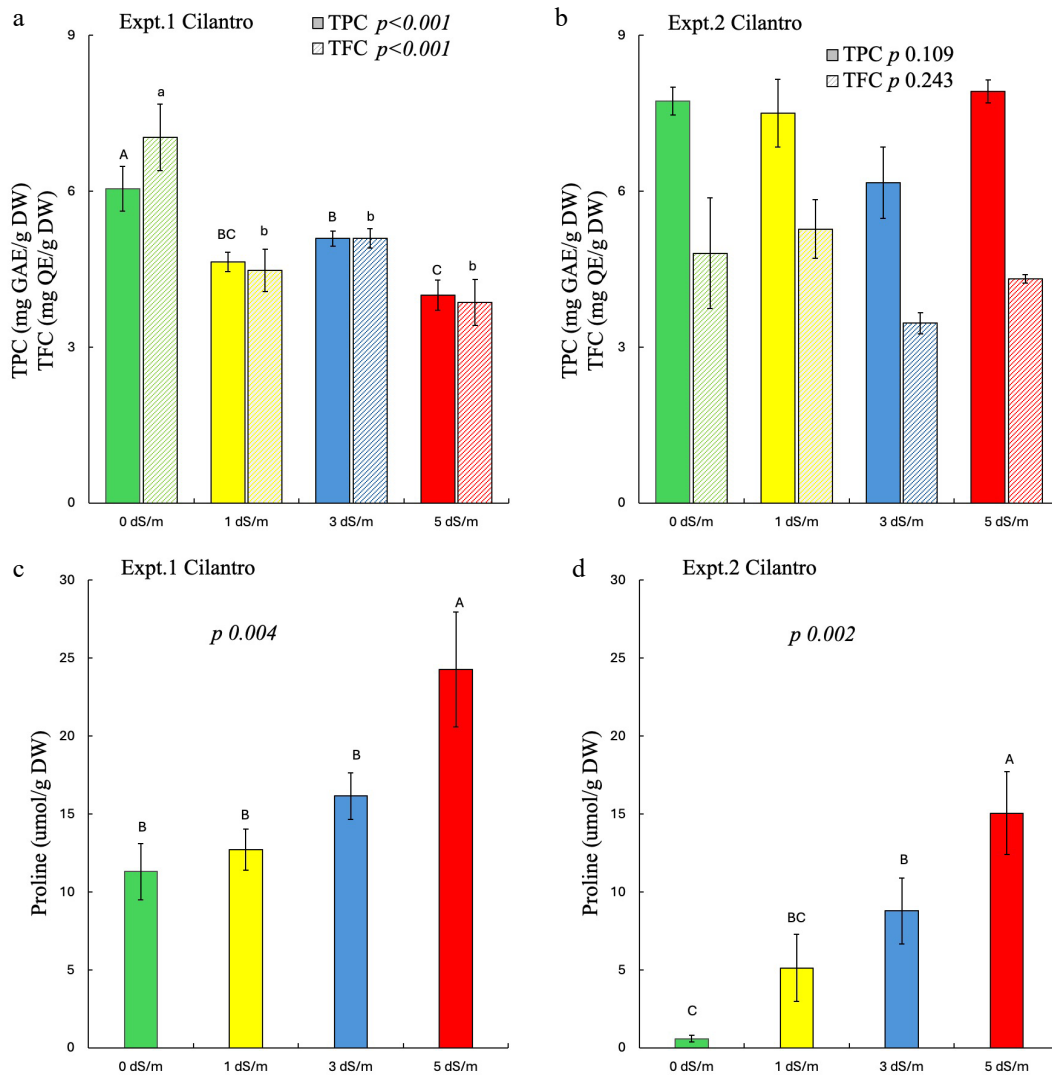 a
Expt.1 Cilantro
TPC p<0.001
TFC p<0.001
9
6
3
0
TPC (mg GAE/g DW)
TFC (mg QE/g DW)
A
a
BC
b
B
b
C
b
0 dS/m
1 dS/m
3 dS/m
5 dS/m
b
Expt.2 Cilantro
TPC p 0.109
TFC p 0.243
9
6
3
0
TPC (mg GAE/g DW)
TFC (mg QE/g DW)
0 dS/m
1 dS/m
3 dS/m
5 dS/m
c
Expt.1 Cilantro
p 0.004
30
25
20
15
10
5
0
Proline (umol/g DW)
B
B
B
A
0 dS/m
1 dS/m
3 dS/m
5 dS/m
d
Expt.2 Cilantro
p 0.002
30
25
20
15
10
5
0
Proline (umol/g DW)
C
BC
B
A
0 dS/m
1 dS/m
3 dS/m
5 dS/m